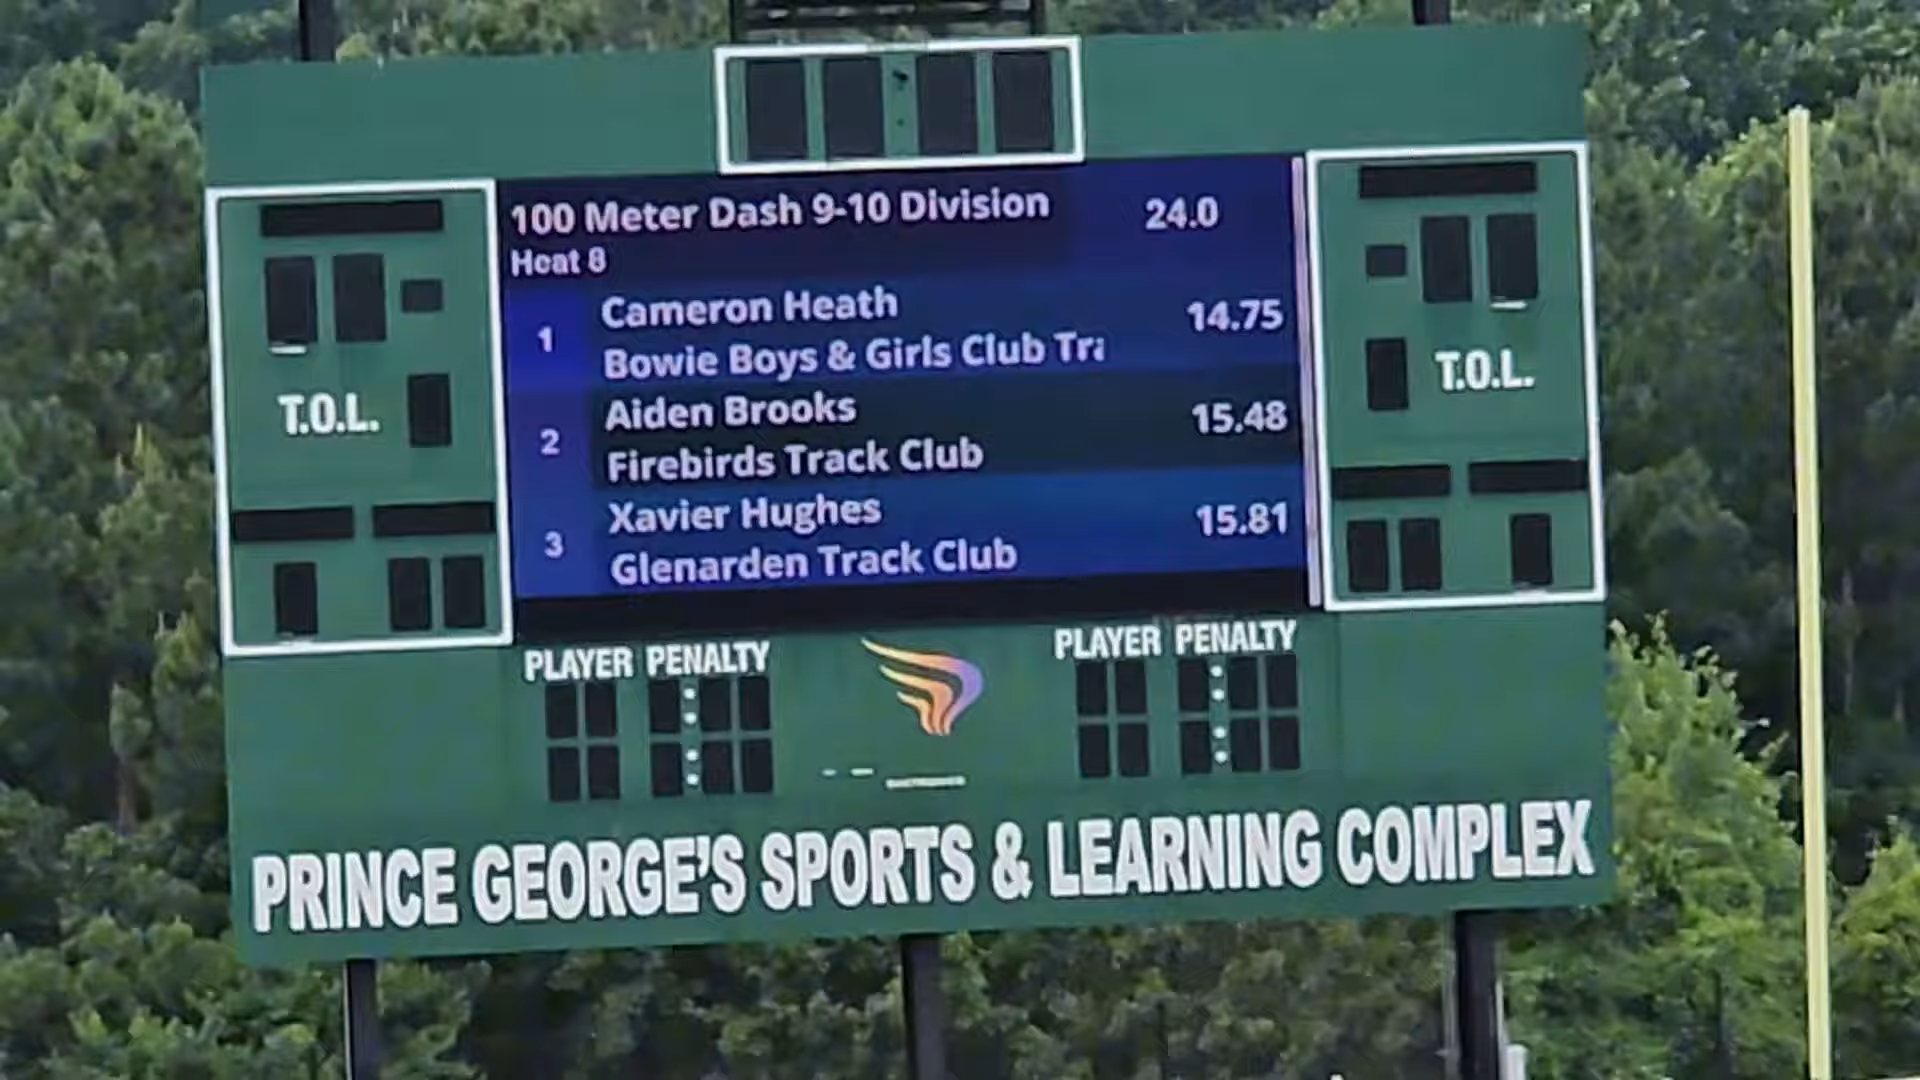 100 Meter Dash 9-10 Division 24.0
Heat 8
1 Cameron Heath 14.75
Bowie Boys & Girls Club Tra
2 Aiden Brooks 15.48
Firebirds Track Club
3 Xavier Hughes 15.81
Glenarden Track Club
T.O.L.
T.O.L.
PLAYER PENALTY
PLAYER PENALTY
PRINCE GEORGE'S SPORTS & LEARNING COMPLEX